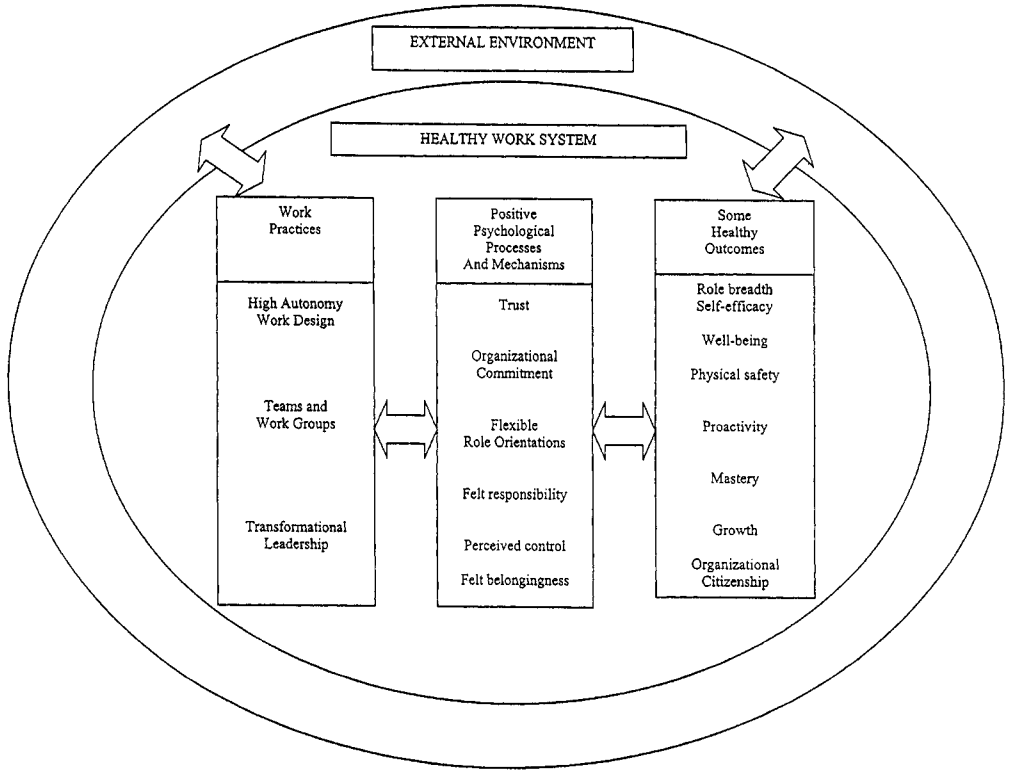 EXTERNAL ENVIRONMENT
HEALTHY WORK SYSTEM
Work
Practices
High Autonomy
Work Design
Teams and
Work Groups
Transformational
Leadership
Positive
Psychological
Processes
And Mechanisms
Trust
Organizational
Commitment
Flexible
Role Orientations
Felt responsibility
Perceived control
Felt belongingness
Some
Healthy
Outcomes
Role breadth
Self-efficacy
Well-being
Physical safety
Proactivity
Mastery
Growth
Organizational
Citizenship